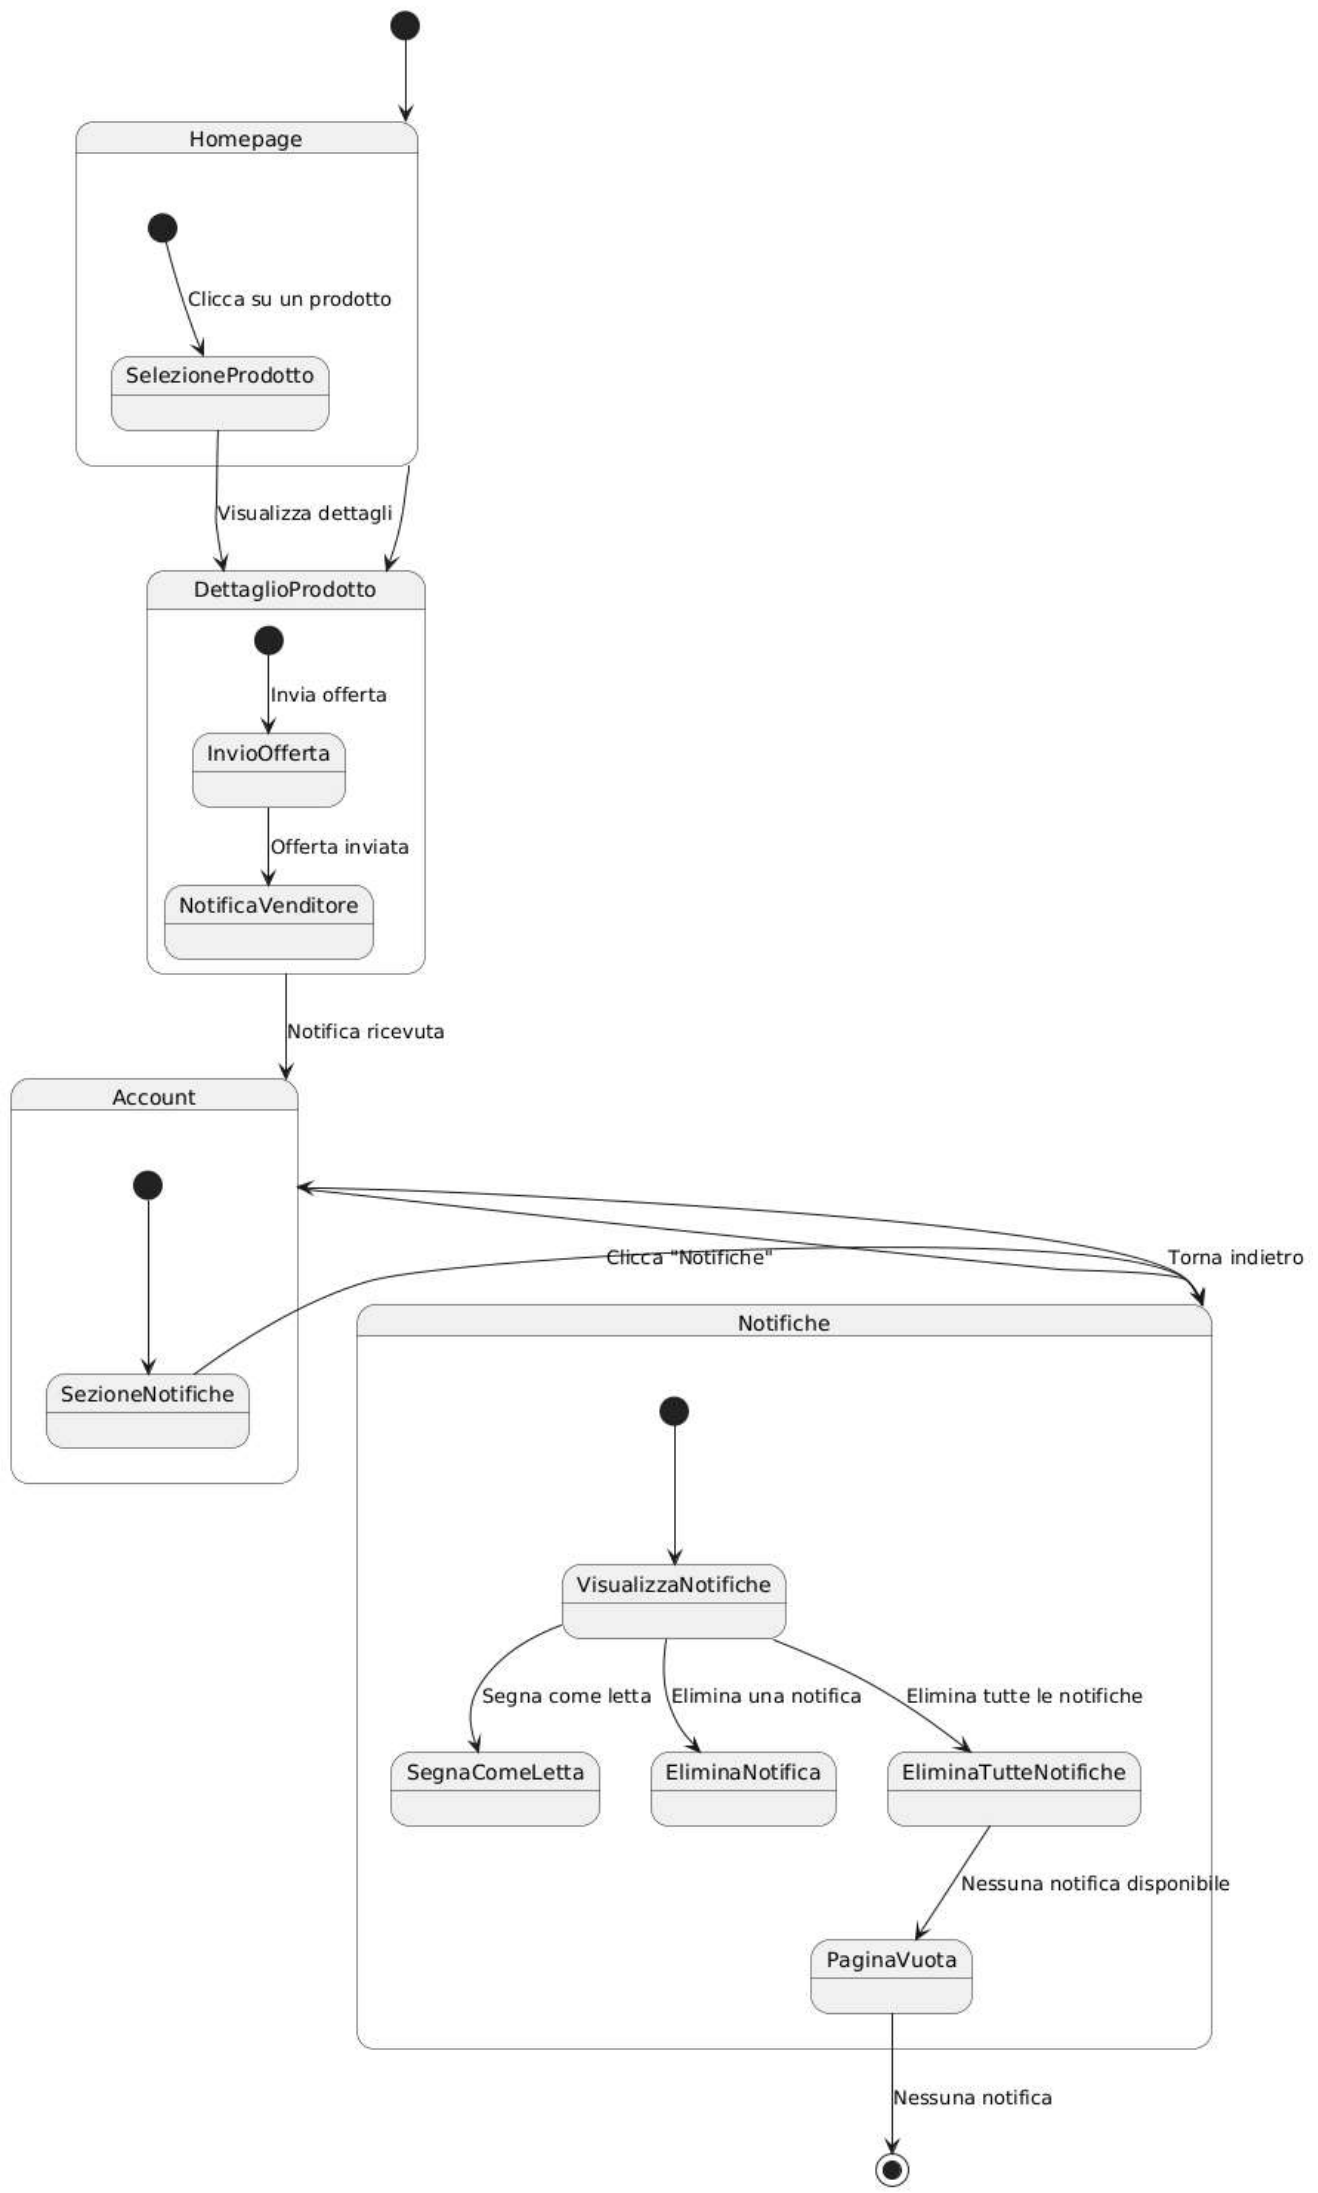 Homepage
Clicca su un prodotto
SelezioneProdotto
Visualizza dettagli
DettaglioProdotto
Invia offerta
InvioOfferta
Offerta inviata
NotificaVenditore
Notifica ricevuta
Account
Clicca "Notifiche"
Torna indietro
Notifiche
SezioneNotifiche
VisualizzaNotifiche
Segna come letta
Elimina una notifica
Elimina tutte le notifiche
SegnaComeLetta
EliminaNotifica
EliminaTutteNotifiche
Nessuna notifica disponibile
PaginaVuota
Nessuna notifica